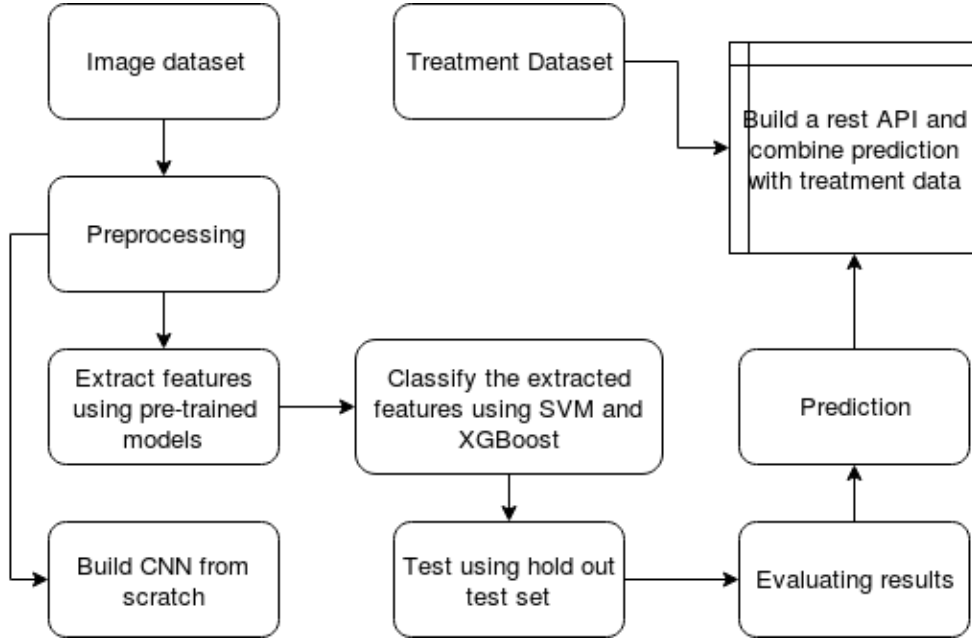 Image dataset
Treatment Dataset
Build a rest API and
combine prediction
with treatment data
Preprocessing
Extract features
using pre-trained
models
Classify the extracted
features using SVM and
XGBoost
Prediction
Build CNN from
scratch
Test using hold out
test set
Evaluating results